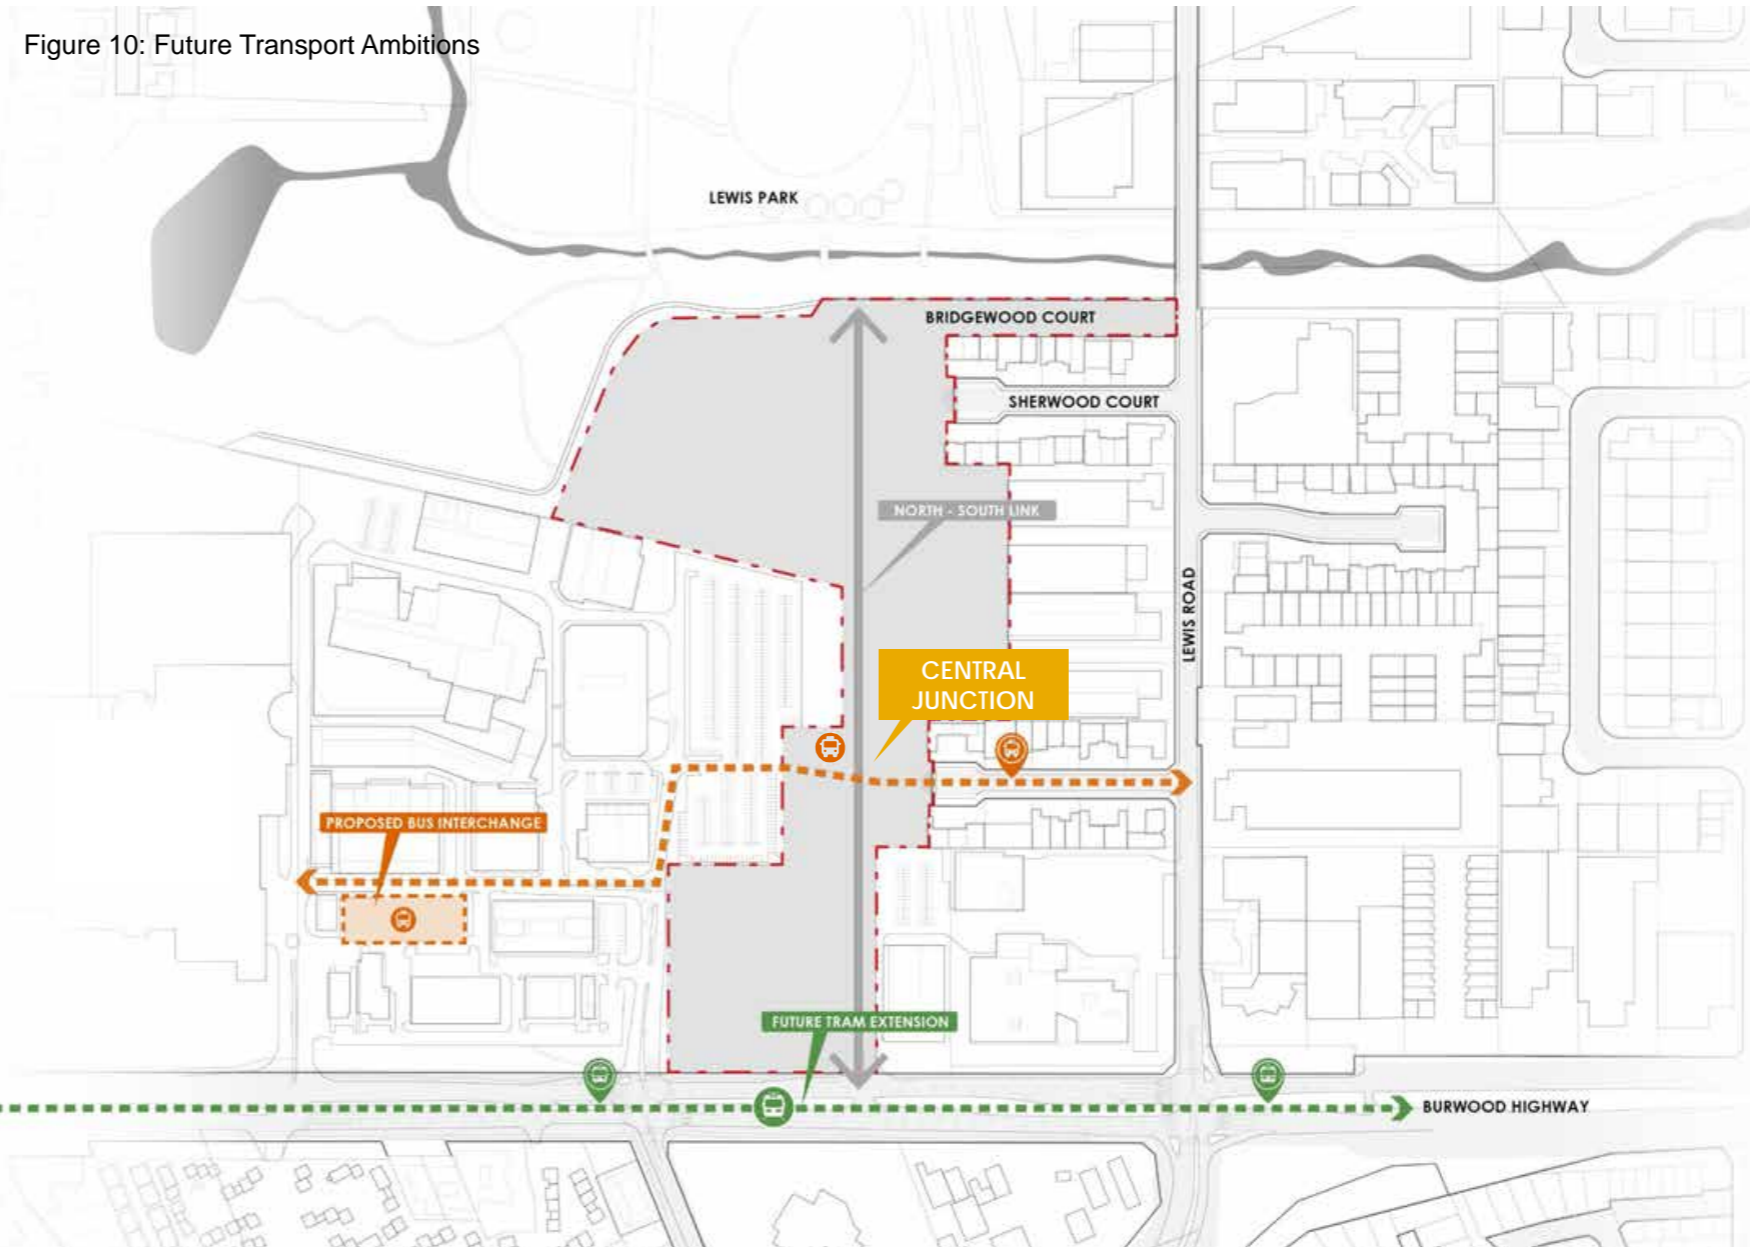 Figure 10: Future Transport Ambitions
LEWIS PARK
BRIDGEWOOD COURT
SHERWOOD COURT
NORTH - SOUTH LINK
LEWIS ROAD
CENTRAL
JUNCTION
PROPOSED BUS INTERCHANGE
FUTURE TRAM EXTENSION
BURWOOD HIGHWAY